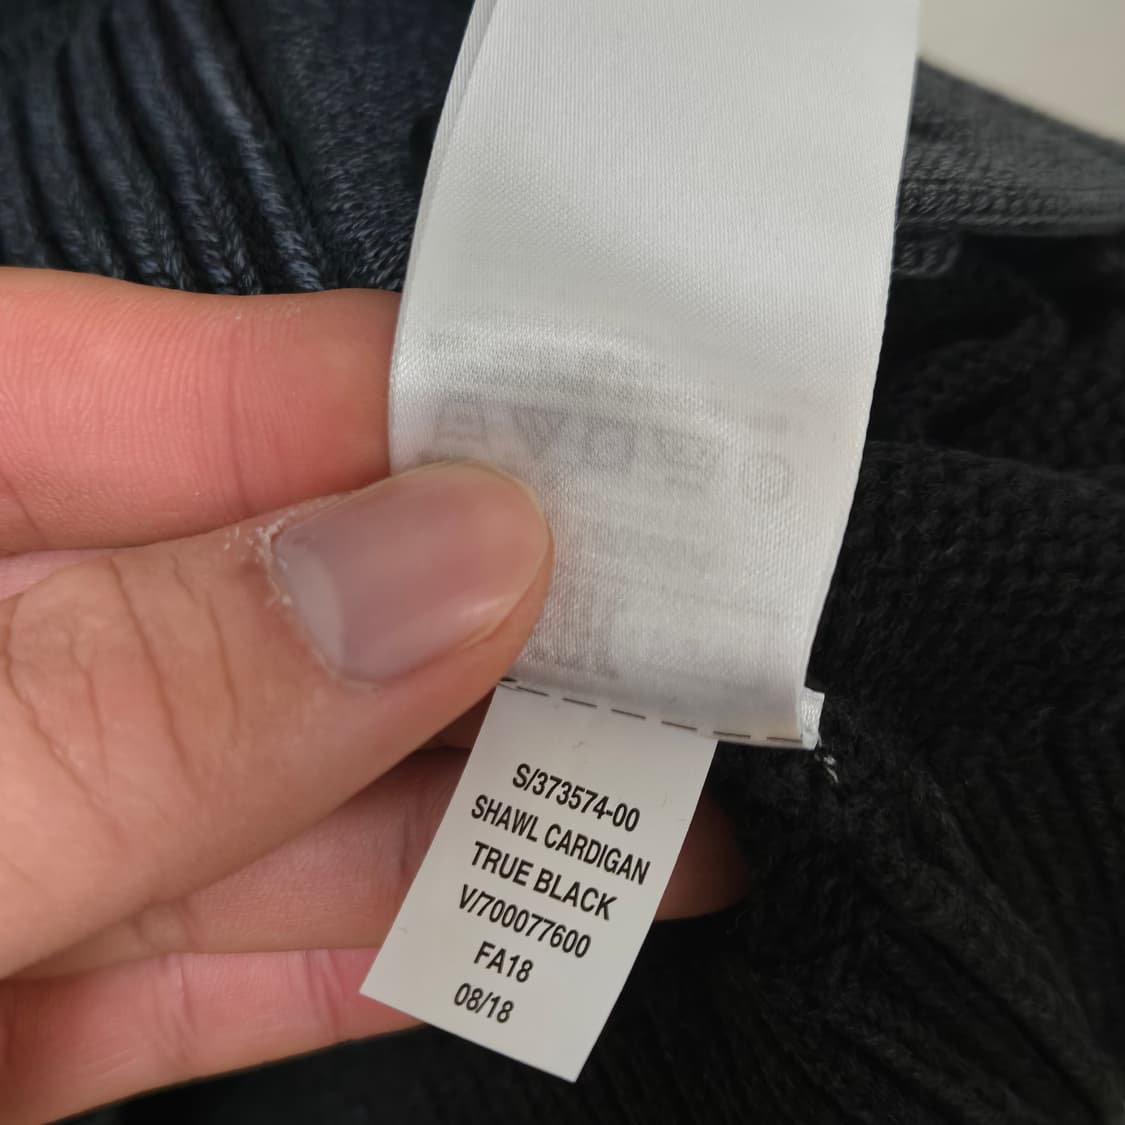 S/373574-00
SHAWL CARDIGAN
TRUE BLACK
V/700077600
FA18
08/18